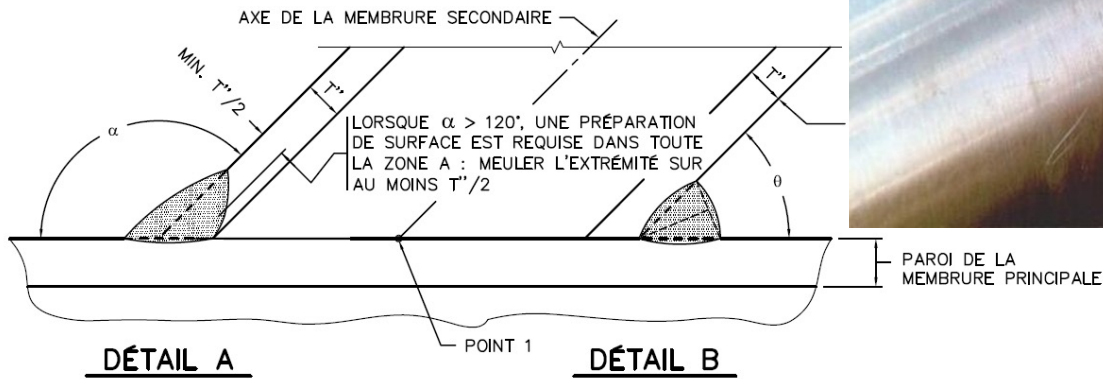 AXE DE LA MEMBRURE SECONDAIRE
MIN. T"/2
T"
T"
α
LORSQUE α > 120°, UNE PRÉPARATION
DE SURFACE EST REQUISE DANS TOUTE
LA ZONE A : MEULER L'EXTRÉMITÉ SUR
AU MOINS T"/2
θ
PAROI DE LA
MEMBRURE PRINCIPALE
POINT 1
DÉTAIL A
DÉTAIL B